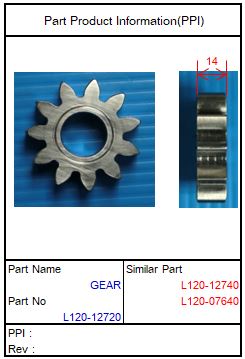 Part Product Information(PPI)
14
Part Name
GEAR
Part No
L120-12720
Similar Part
L120-12740
L120-07640
PPI :
Rev :